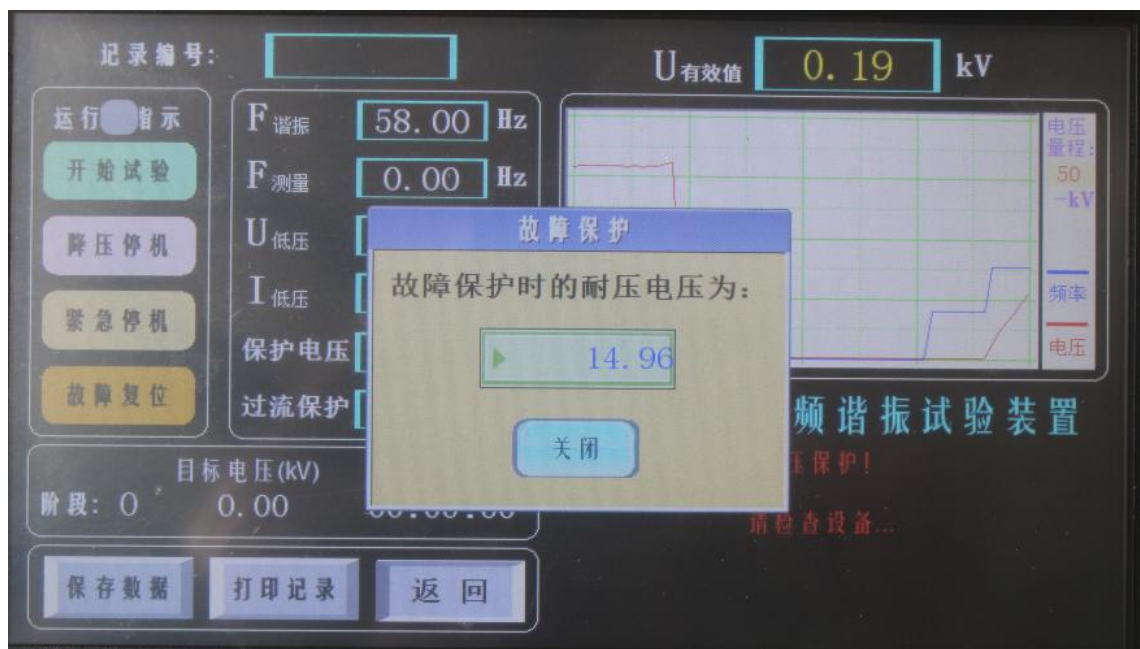 记录编号:
U有效值 0.19 kV
运行指示
开始试验
降压停机
紧急停机
故障复位
F谐振 58.00 Hz
F测量 0.00 Hz
U低压
I低压
保护电压
过流保护
电压
量程:
50
-kV
频率
电压
故障保护
故障保护时的耐压电压为:
14.96
关闭
频谐振试验装置
压保护!
请检查设备...
目标电压(kV)
阶段: 0 0.00 00:00:00
保存数据
打印记录
返回